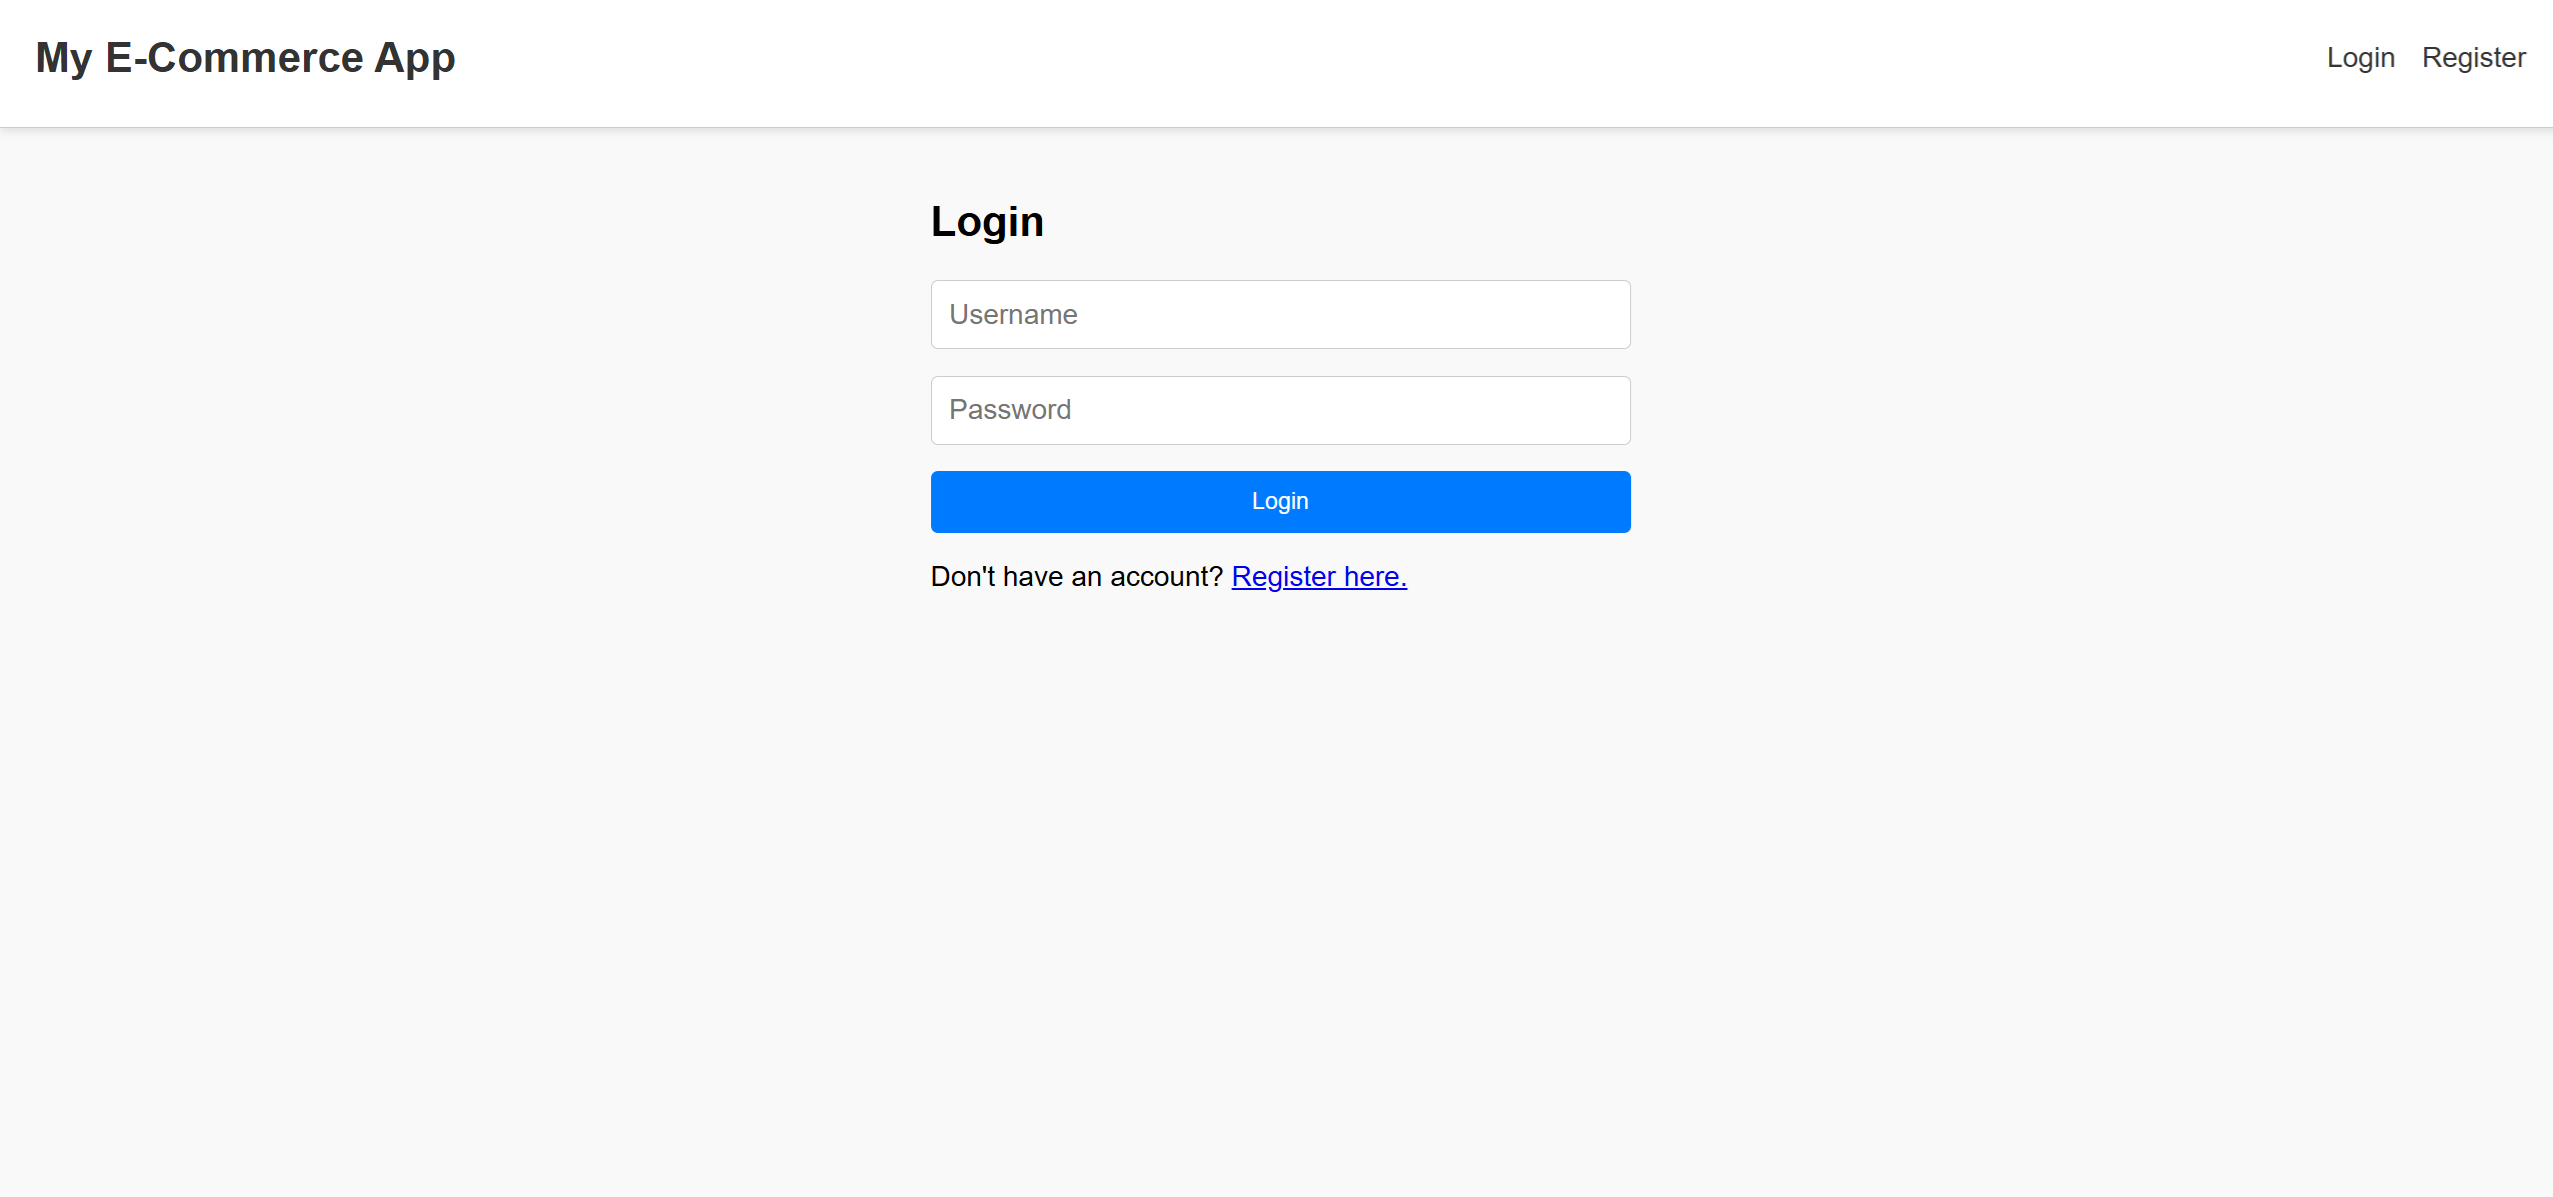 My E-Commerce App
Login Register
Login
Username
Password
Login
Don't have an account? Register here.